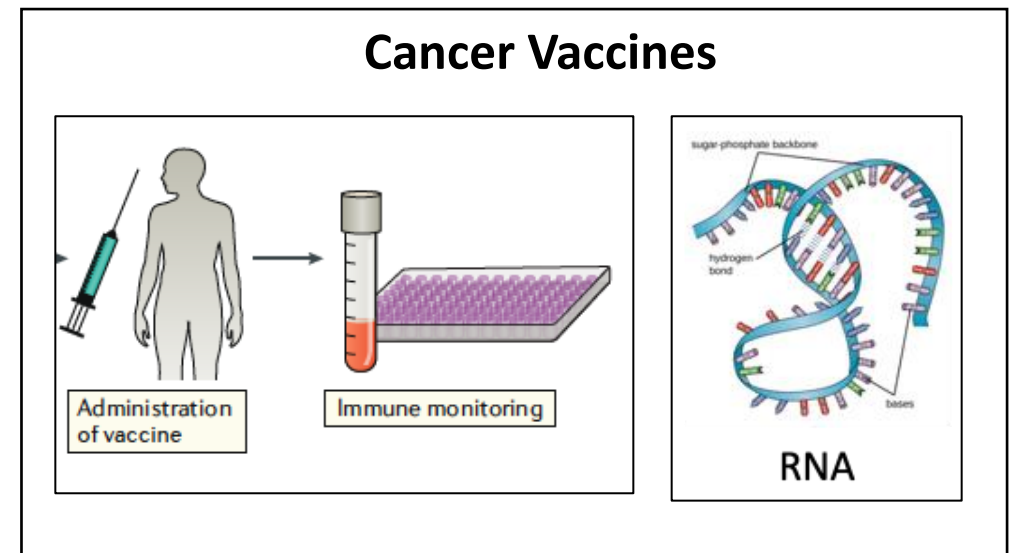 Cancer Vaccines
Administration
of vaccine
Immune monitoring
sugar-phosphate backbone
hydrogen
bond
bases
RNA